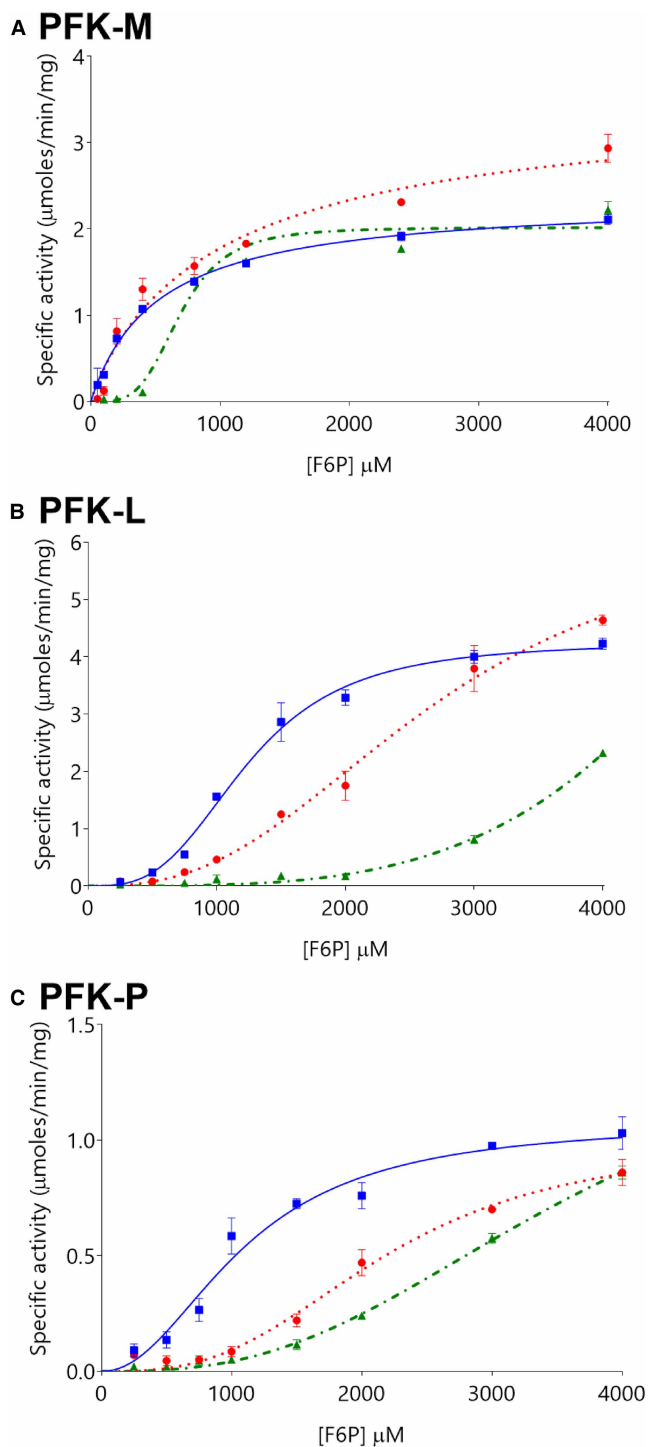 A PFK-M
Specific activity (μmoles/min/mg)
4
3
2
1
0
0 1000 2000 3000 4000
[F6P] μM
B PFK-L
Specific activity (μmoles/min/mg)
6
5
4
3
2
1
0
0 1000 2000 3000 4000
[F6P] μM
C PFK-P
Specific activity (μmoles/min/mg)
1.5
1.0
0.5
0.0
0 1000 2000 3000 4000
[F6P] μM